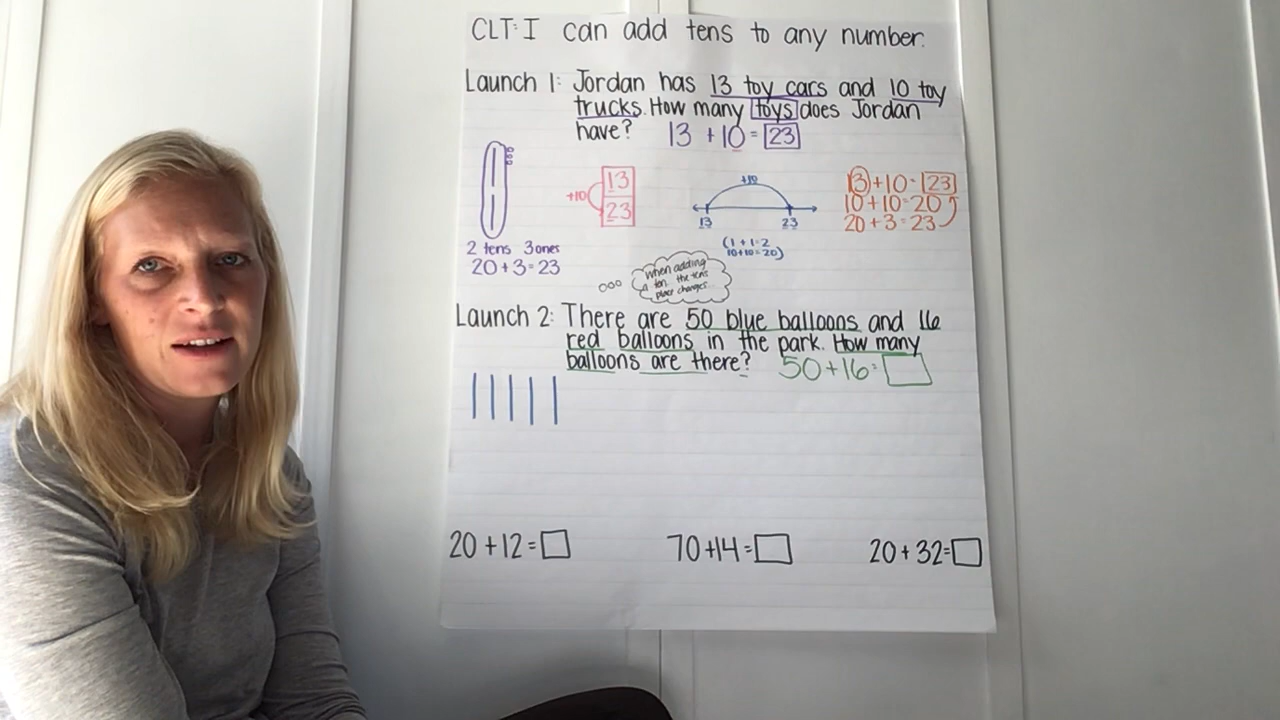 CLT: I can add tens to any number.
Launch 1: Jordan has 13 toy cars and 10 toy
trucks. How many toys does Jordan
have? 13 + 10 = 23
2 tens 3 ones
20 + 3 = 23
+10
13
23
+10
13 23
(1 + 1 = 2
10+10 = 20)
13 + 10 = 23
10 + 10 = 20
20 + 3 = 23
When adding
a ten the tens
place changes.
Launch 2: There are 50 blue balloons and 16
red balloons in the park. How many
balloons are there? 50 + 16 =
20 + 12 = 70 + 14 = 20 + 32 =